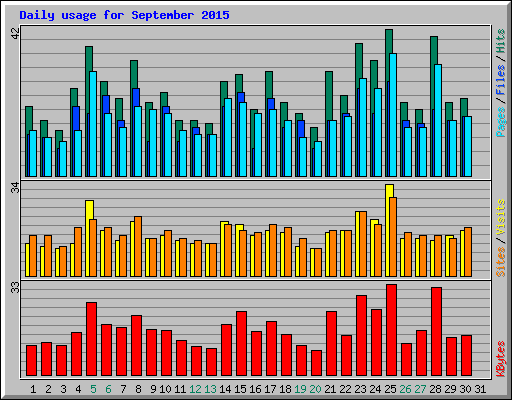 Daily usage for September 2015
42
34
33
Pages / Files / Hits
Sites / Visits
KBytes
1 2 3 4 5 6 7 8 9 10 11 12 13 14 15 16 17 18 19 20 21 22 23 24 25 26 27 28 29 30 31